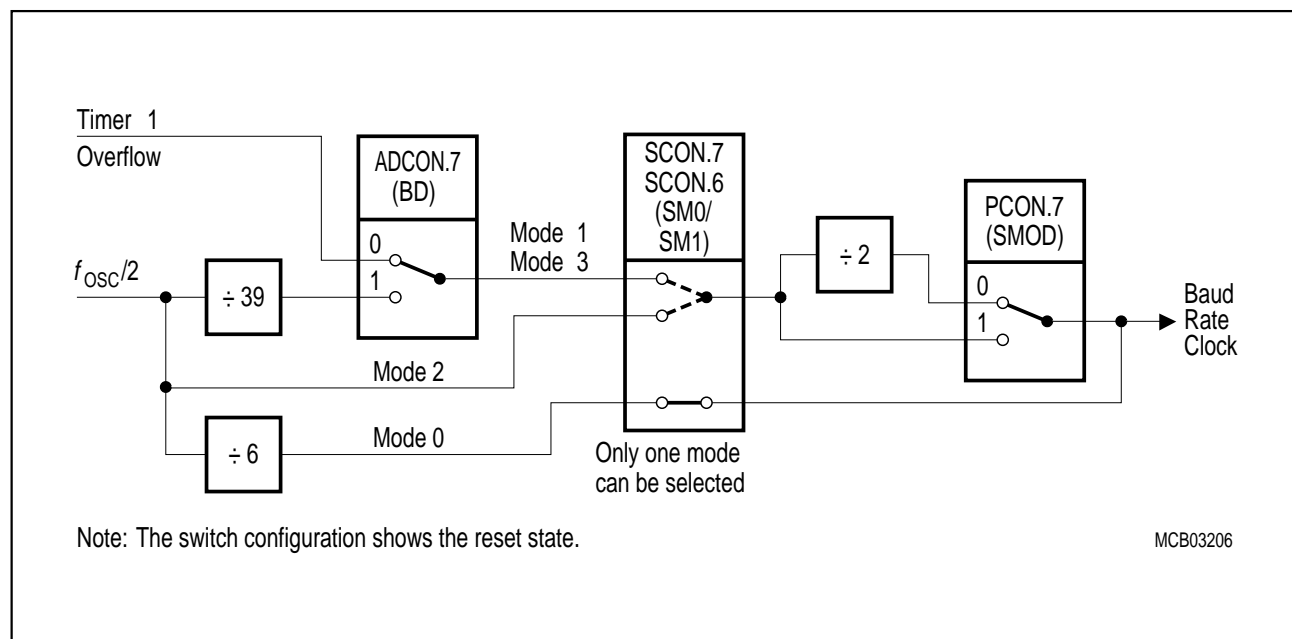 Timer 1
Overflow
f OSC/2
÷ 39
÷ 6
ADCON.7
(BD)
0
1
Mode 1
Mode 3
Mode 2
Mode 0
SCON.7
SCON.6
(SM0/
SM1)
Only one mode
can be selected
÷ 2
PCON.7
(SMOD)
0
1
Baud
Rate
Clock
Note: The switch configuration shows the reset state.
MCB03206